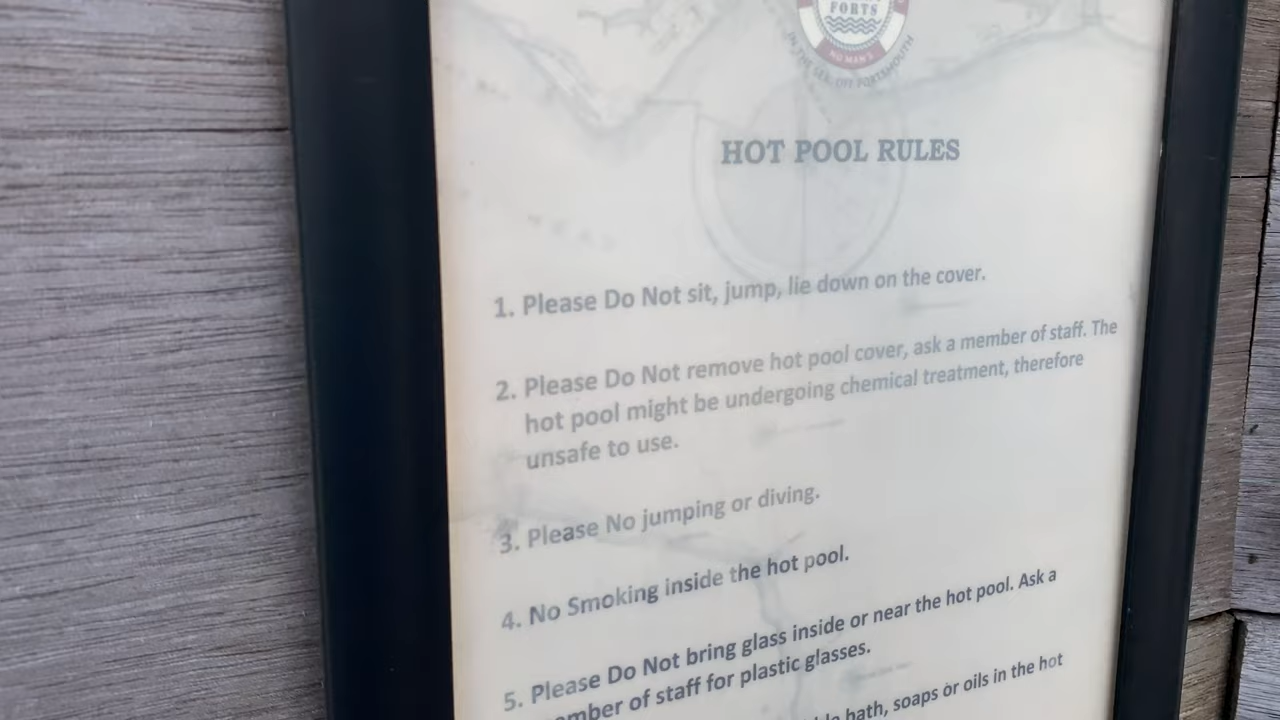 FORTS
NO MAN'S
IN THE SEA, OFF PORTSMOUTH
HOT POOL RULES
1. Please Do Not sit, jump, lie down on the cover.
2. Please Do Not remove hot pool cover, ask a member of staff. The
hot pool might be undergoing chemical treatment, therefore
unsafe to use.
3. Please No jumping or diving.
4. No Smoking inside the hot pool.
5. Please Do Not bring glass inside or near the hot pool. Ask a
member of staff for plastic glasses.
bath, soaps or oils in the hot